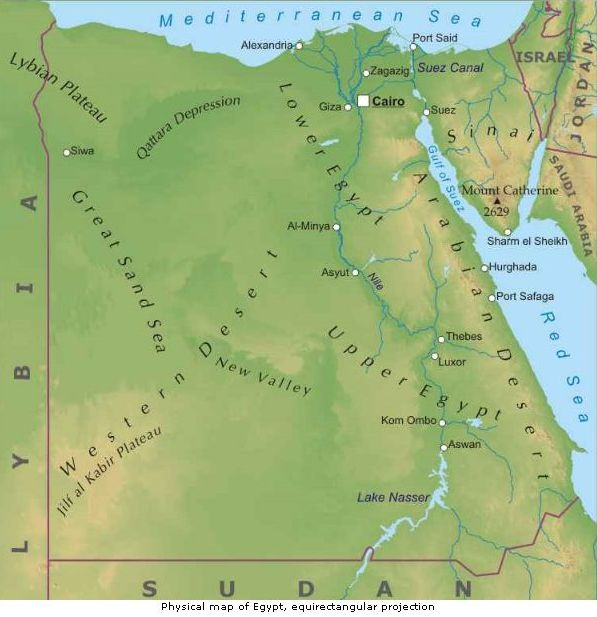 Mediterranean Sea
Alexandria
Port Said
ISRAEL
JORDAN
Lybian Plateau
Zagazig
Suez Canal
Qattara Depression
Lower Egypt
Giza
Cairo
Suez
Sinai
Siwa
Gulf of Suez
SAUDI ARABIA
Mount Catherine
2629
Arabian Desert
Great Sand Sea
Al-Minya
Sharm el Sheikh
LYBIA
Asyut
Nile
Hurghada
Port Safaga
Red Sea
Western Desert
Upper Egypt
Thebes
Luxor
New Valley
Kom Ombo
Jilf al Kabir Plateau
Aswan
Lake Nasser
SUDAN
Physical map of Egypt, equirectangular projection